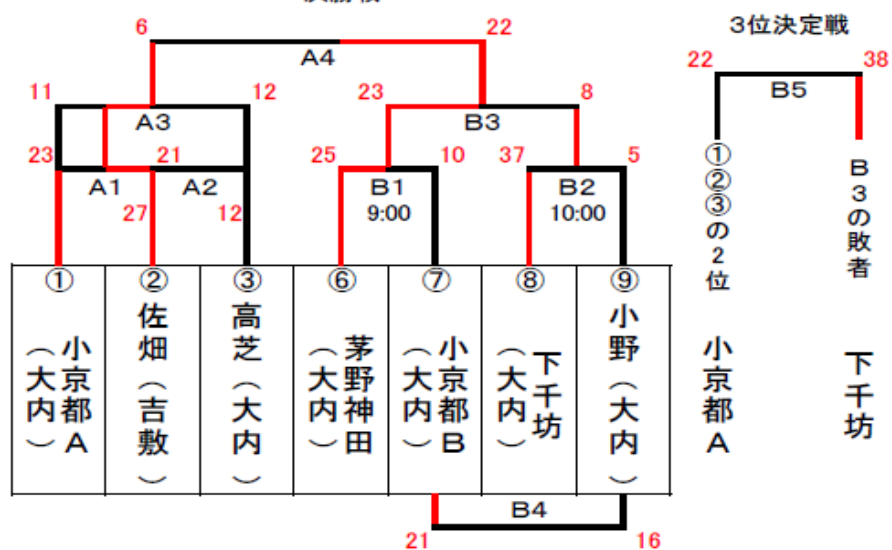 3位決定戦
6
22
A4
22
38
B5
11
12
23
8
A3
B3
23
21
25
10
37
5
A1
A2
B1
B2
27
12
9:00
10:00
①②③の2位
B3の敗者
①
②
③
⑥
⑦
⑧
⑨
小京都A
(大内)
佐畑(吉敷)
高芝(大内)
茅野神田
(大内)
小京都B
(大内)
下千坊
(大内)
小野(大内)
小京都A
下千坊
B4
21
16